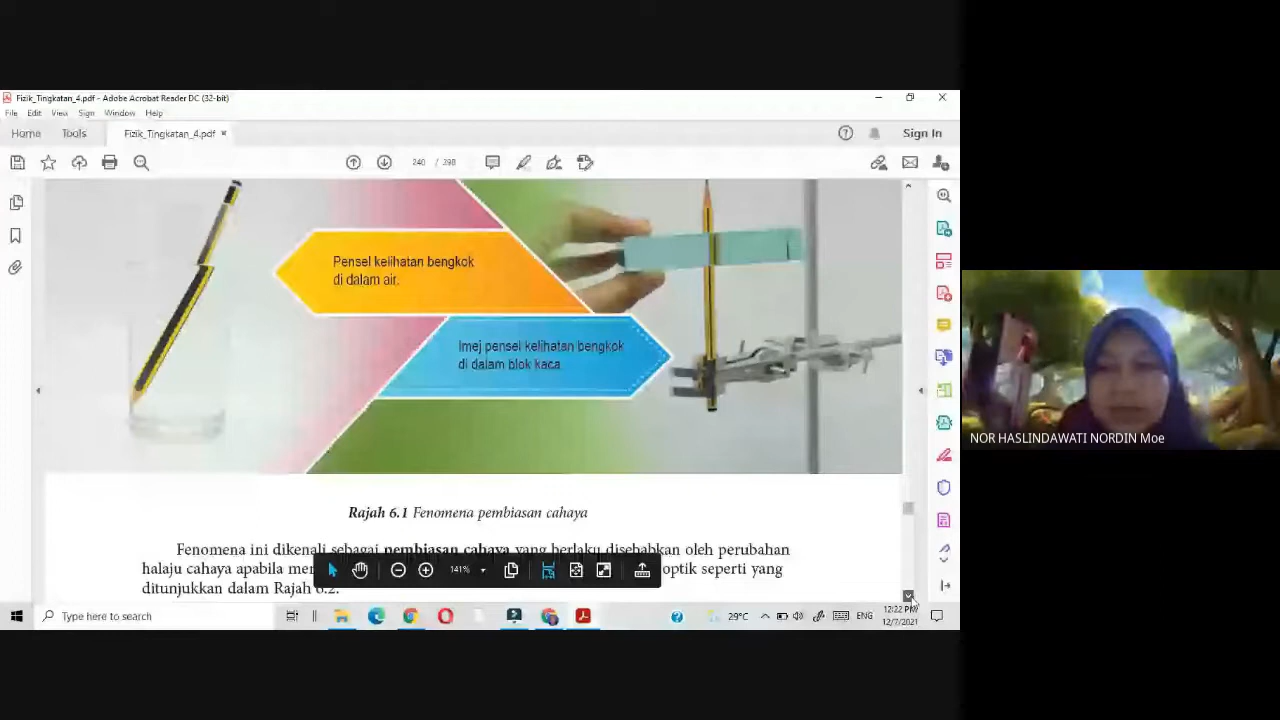 Fizik_Tingkatan_4.pdf - Adobe Acrobat Reader DC (32-bit)
File Edit View Sign Window Help
Home Tools Fizik_Tingkatan_4.pdf × Sign In
240 / 298
Pensel kelihatan bengkok
di dalam air.
Imej pensel kelihatan bengkok
di dalam blok kaca
NOR HASLINDAWATI NORDIN Moe
Rajah 6.1 Fenomena pembiasan cahaya
Fenomena ini dikenali sebagai pembiasan cahaya yang berlaku disebabkan oleh perubahan
halaju cahaya apabila optik seperti yang
141%
ditunjukkan dalam Rajah 6.2.
Type here to search 29°C ENG 12:22 PM
12/7/2021